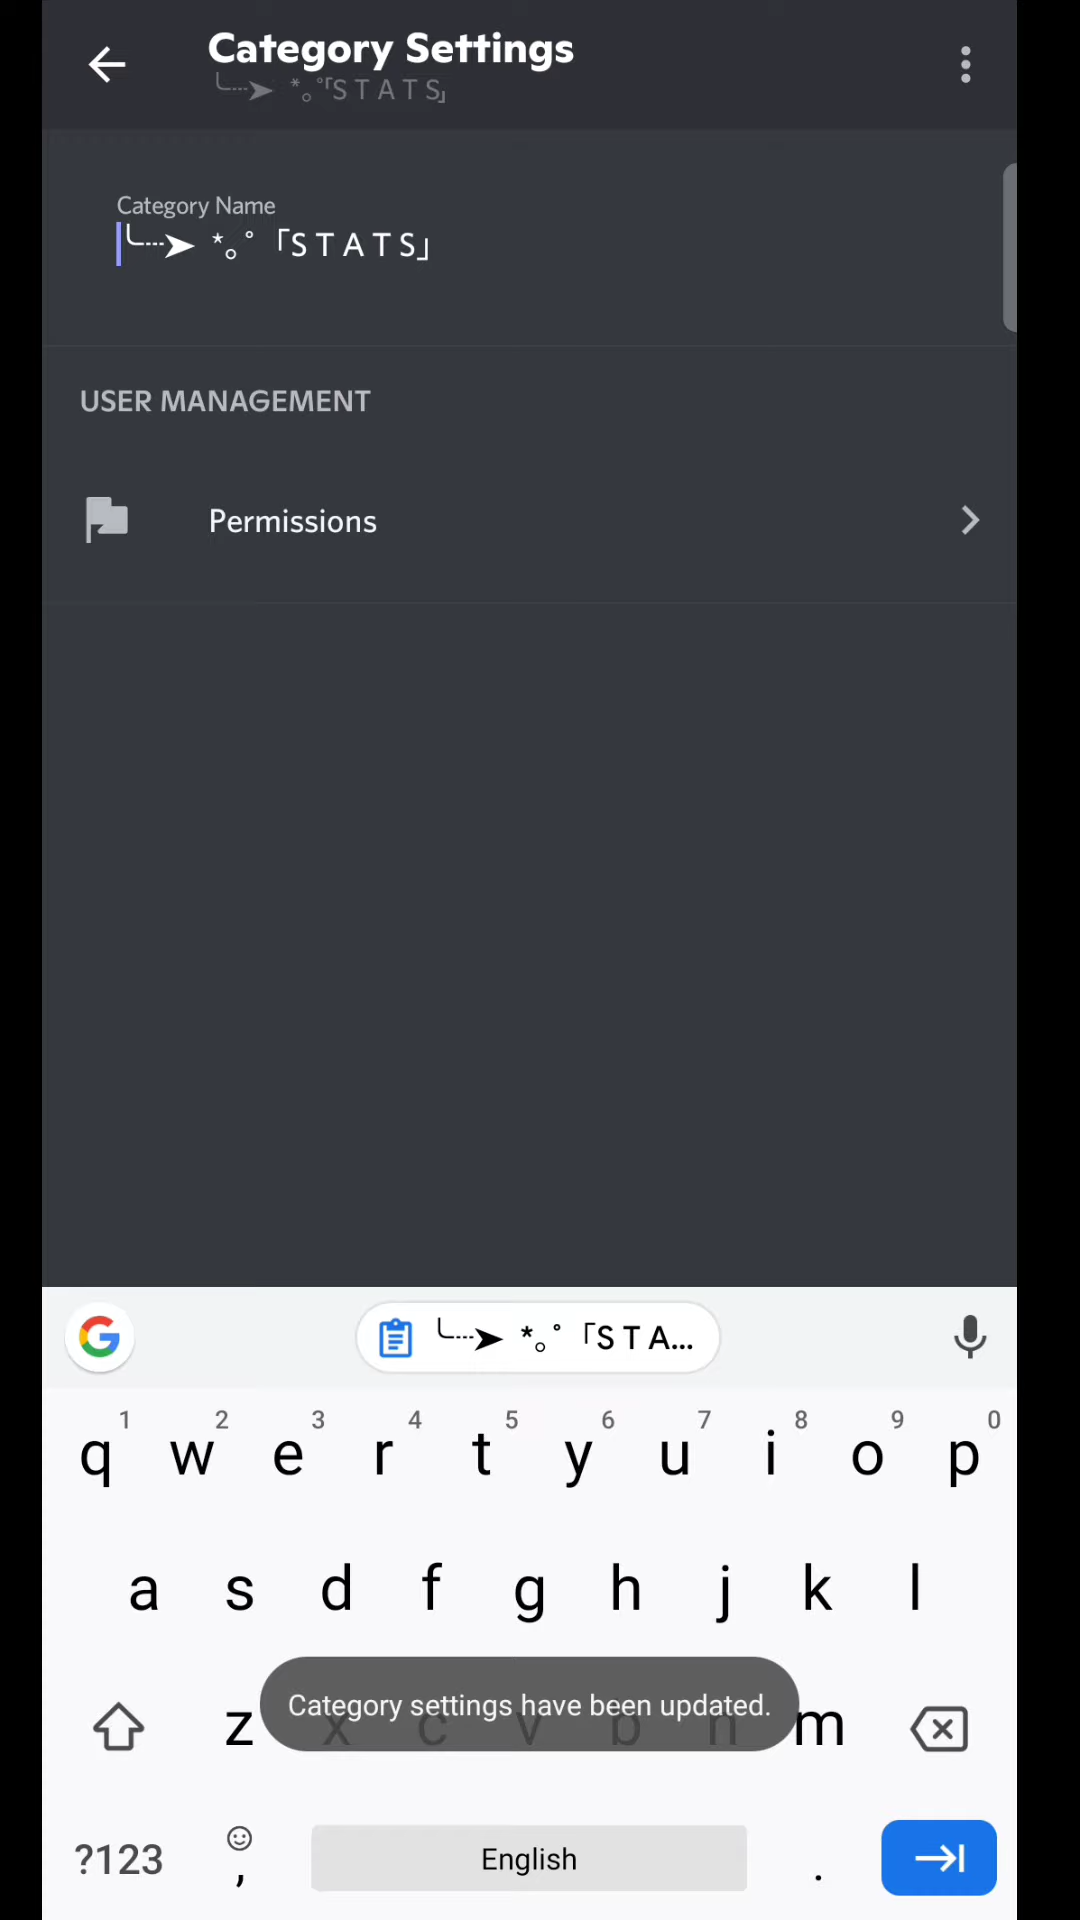 Category Settings
╰┈➤ *ₒ°「S T A T S」
Category Name
╰┈➤ *ₒ° 「S T A T S」
USER MANAGEMENT
Permissions
╰┈➤ *ₒ° 「S T A...
1 2 3 4 5 6 7 8 9 0
q w e r t y u i o p
a s d f g h j k l
z x c v b n m
Category settings have been updated.
?123 , English .